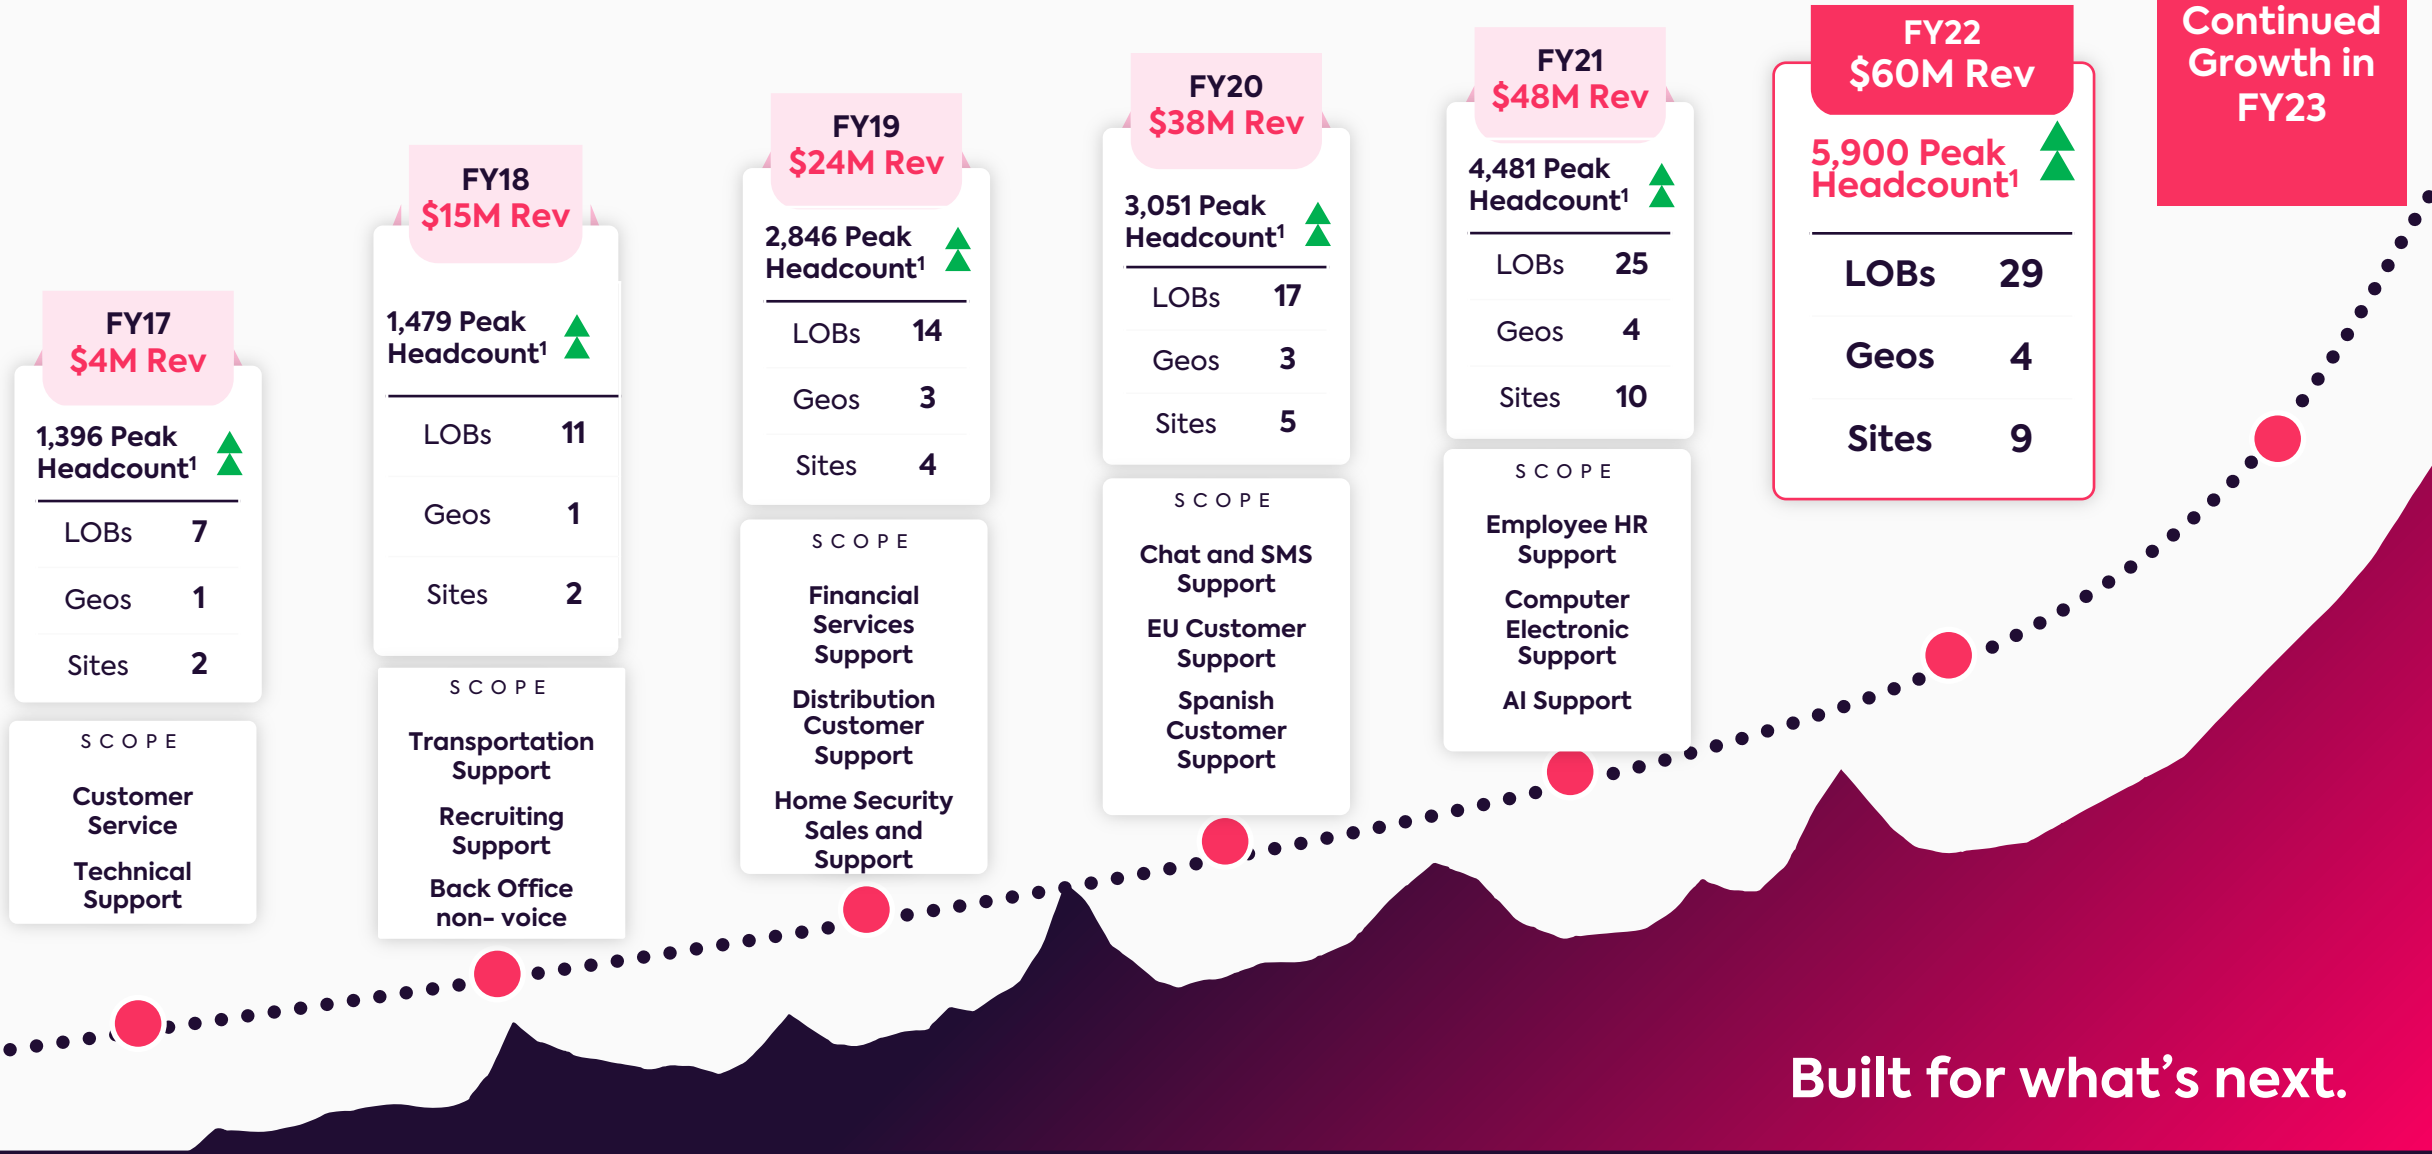 FY17
$4M Rev
1,396 Peak
Headcount¹
LOBs 7
Geos 1
Sites 2
SCOPE
Customer
Service
Technical
Support
FY18
$15M Rev
1,479 Peak
Headcount¹
LOBs 11
Geos 1
Sites 2
SCOPE
Transportation
Support
Recruiting
Support
Back Office
non- voice
FY19
$24M Rev
2,846 Peak
Headcount¹
LOBs 14
Geos 3
Sites 4
SCOPE
Financial
Services
Support
Distribution
Customer
Support
Home Security
Sales and
Support
FY20
$38M Rev
3,051 Peak
Headcount¹
LOBs 17
Geos 3
Sites 5
SCOPE
Chat and SMS
Support
EU Customer
Support
Spanish
Customer
Support
FY21
$48M Rev
4,481 Peak
Headcount¹
LOBs 25
Geos 4
Sites 10
SCOPE
Employee HR
Support
Computer
Electronic
Support
AI Support
FY22
$60M Rev
5,900 Peak
Headcount¹
LOBs 29
Geos 4
Sites 9
Continued
Growth in
FY23
Built for what's next.